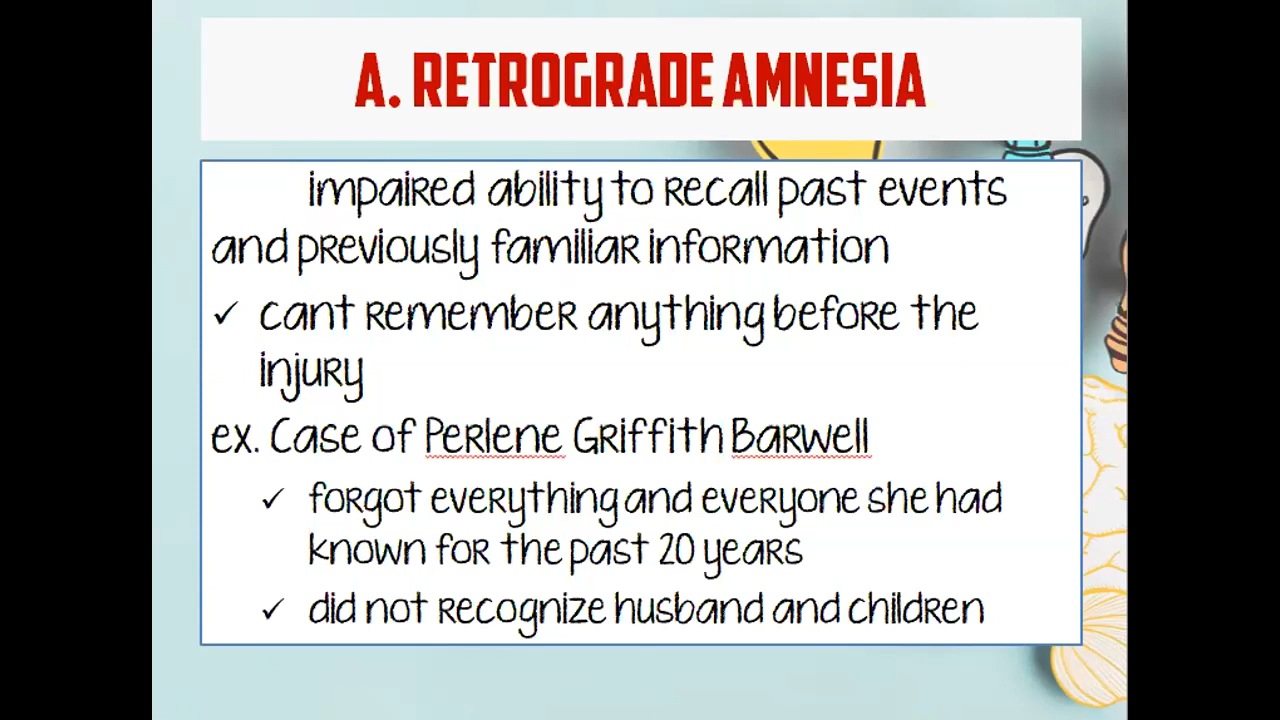 A. RETROGRADE AMNESIA
impaired ability to recall past events
and previously familiar information
✓ cant remember anything before the
injury
ex. Case of Perlene Griffith Barwell
✓ forgot everything and everyone she had
known for the past 20 years
✓ did not recognize husband and children